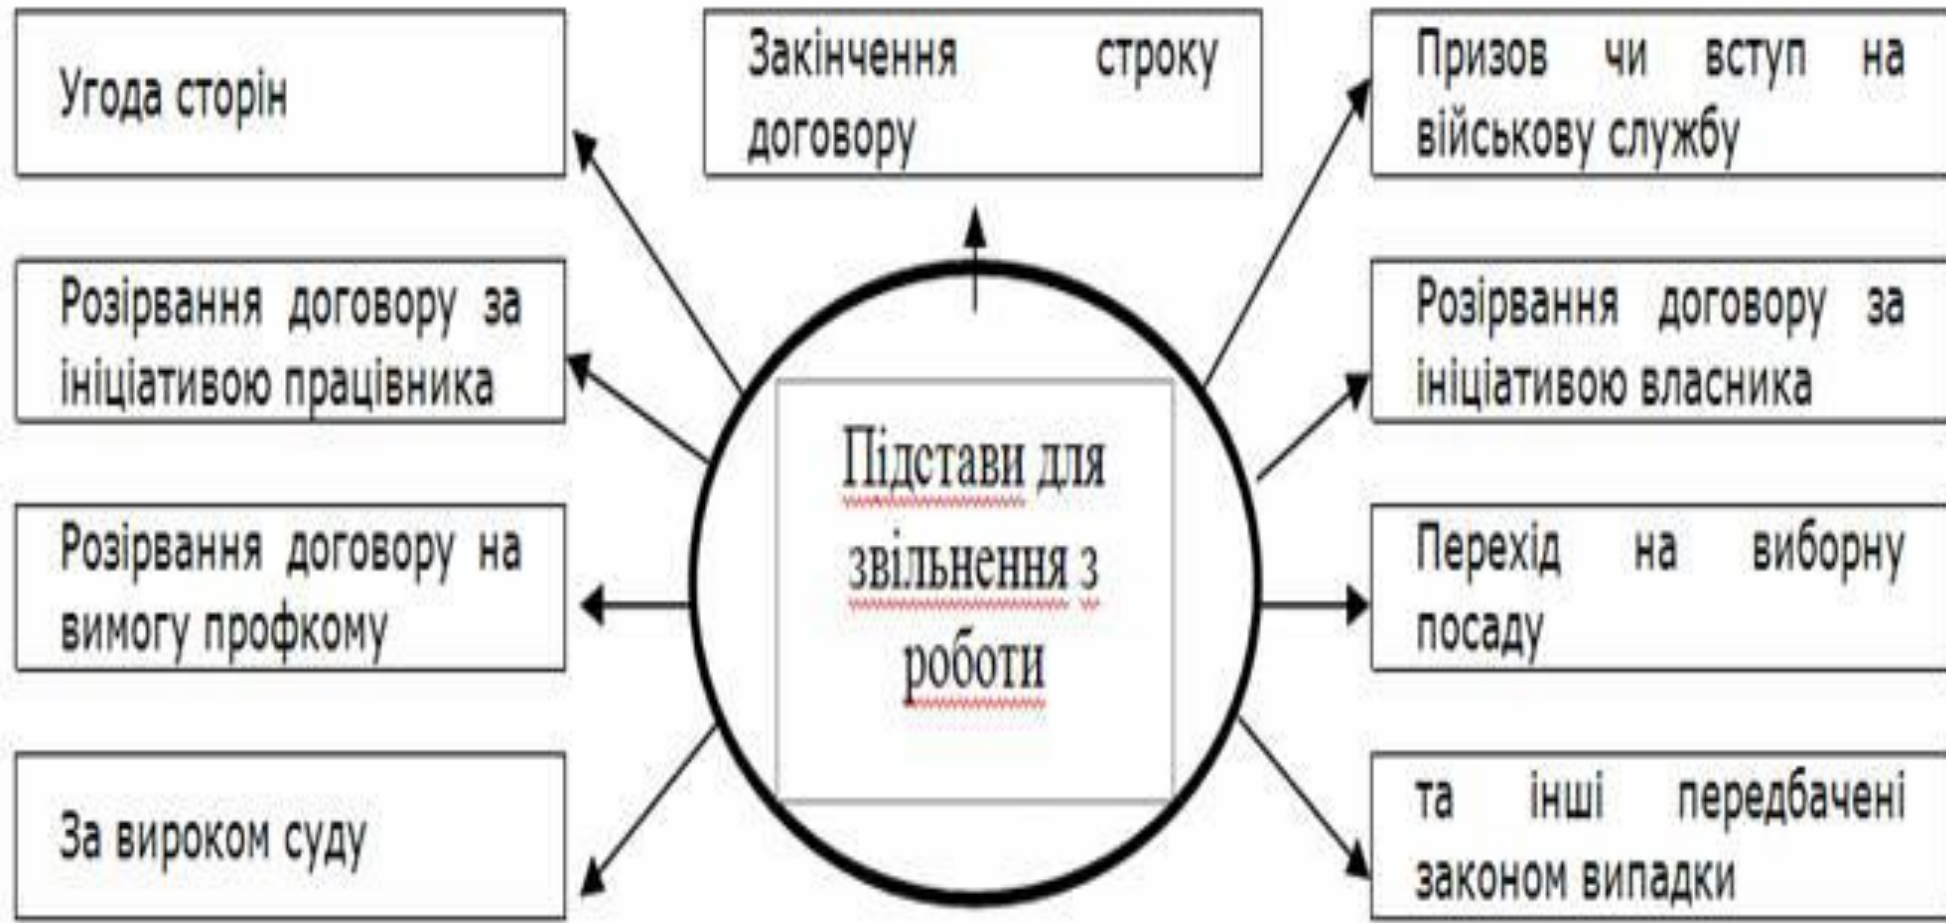 Угода сторін
Закінчення строку
договору
Призов чи вступ на
військову службу
Розірвання договору за
ініціативою працівника
Розірвання договору за
ініціативою власника
Підстави для
звільнення з
роботи
Розірвання договору на
вимогу профкому
Перехід на виборну
посаду
За вироком суду
та інші передбачені
законом випадки